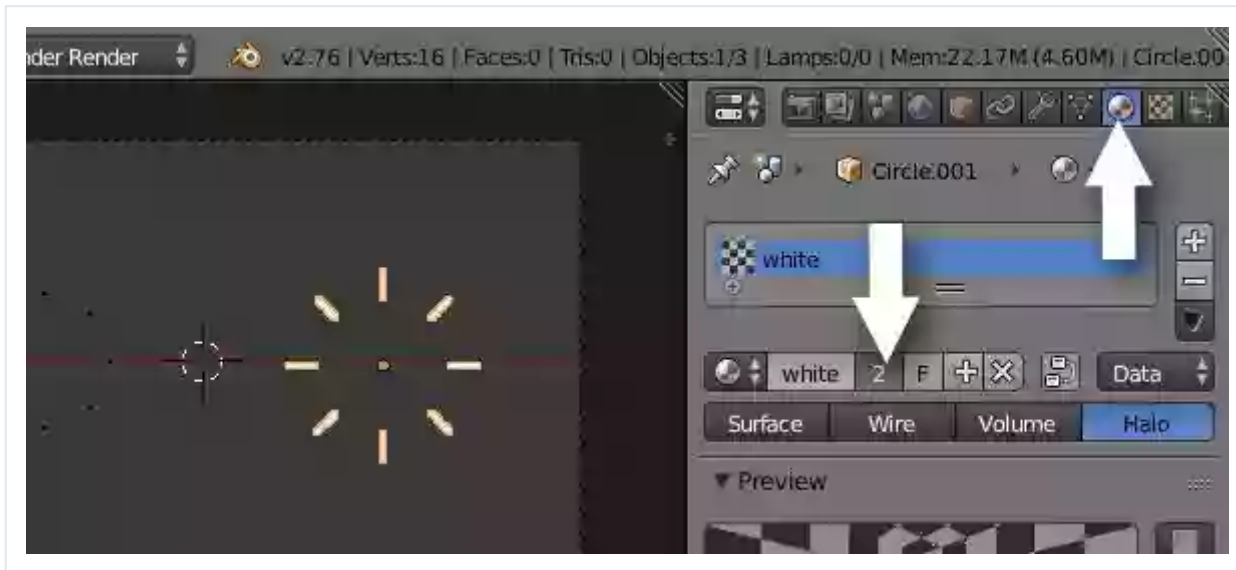 nder Render
v2.76 | Verts:16 | Faces:0 | Tris:0 | Objects:1/3 | Lamps:0/0 | Mem:22.17M (4.60M) | Circle.00
Circle.001
white
white 2 F Data
Surface Wire Volume Halo
Preview